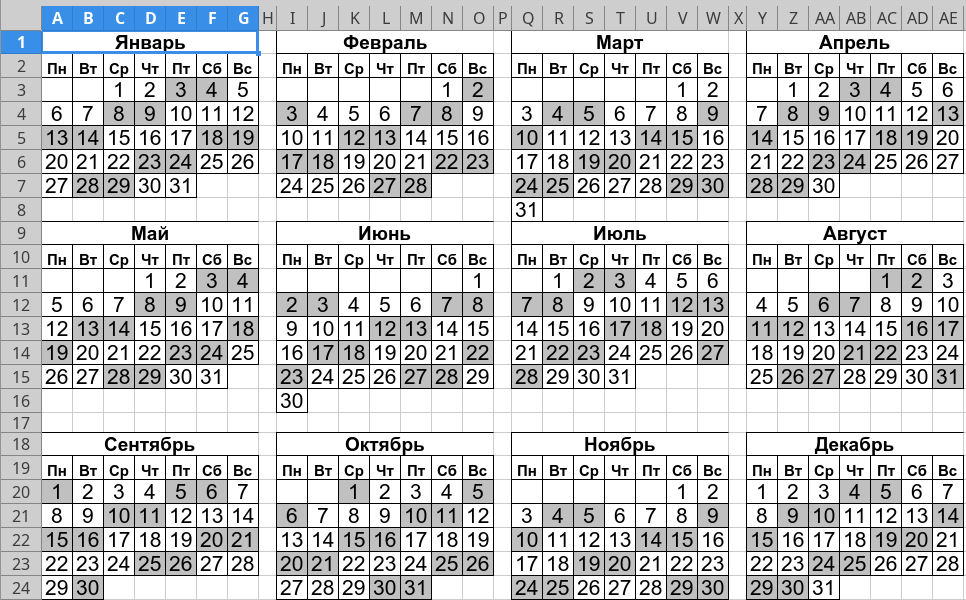 A B C D E F G H I J K L M N O P Q R S T U V W X Y Z AA AB AC AD AE
1 Январь Февраль Март Апрель
2 Пн Вт Ср Чт Пт Сб Вс Пн Вт Ср Чт Пт Сб Вс Пн Вт Ср Чт Пт Сб Вс Пн Вт Ср Чт Пт Сб Вс
3 1 2 3 4 5 1 2 1 2 1 2 3 4 5 6
4 6 7 8 9 10 11 12 3 4 5 6 7 8 9 3 4 5 6 7 8 9 7 8 9 10 11 12 13
5 13 14 15 16 17 18 19 10 11 12 13 14 15 16 10 11 12 13 14 15 16 14 15 16 17 18 19 20
6 20 21 22 23 24 25 26 17 18 19 20 21 22 23 17 18 19 20 21 22 23 21 22 23 24 25 26 27
7 27 28 29 30 31 24 25 26 27 28 24 25 26 27 28 29 30 28 29 30
8 31
9 Май Июнь Июль Август
10 Пн Вт Ср Чт Пт Сб Вс Пн Вт Ср Чт Пт Сб Вс Пн Вт Ср Чт Пт Сб Вс Пн Вт Ср Чт Пт Сб Вс
11 1 2 3 4 1 1 2 3 4 5 6 1 2 3
12 5 6 7 8 9 10 11 2 3 4 5 6 7 8 7 8 9 10 11 12 13 4 5 6 7 8 9 10
13 12 13 14 15 16 17 18 9 10 11 12 13 14 15 14 15 16 17 18 19 20 11 12 13 14 15 16 17
14 19 20 21 22 23 24 25 16 17 18 19 20 21 22 21 22 23 24 25 26 27 18 19 20 21 22 23 24
15 26 27 28 29 30 31 23 24 25 26 27 28 29 28 29 30 31 25 26 27 28 29 30 31
16 30
17
18 Сентябрь Октябрь Ноябрь Декабрь
19 Пн Вт Ср Чт Пт Сб Вс Пн Вт Ср Чт Пт Сб Вс Пн Вт Ср Чт Пт Сб Вс Пн Вт Ср Чт Пт Сб Вс
20 1 2 3 4 5 6 7 1 2 3 4 5 1 2 1 2 3 4 5 6 7
21 8 9 10 11 12 13 14 6 7 8 9 10 11 12 3 4 5 6 7 8 9 8 9 10 11 12 13 14
22 15 16 17 18 19 20 21 13 14 15 16 17 18 19 10 11 12 13 14 15 16 15 16 17 18 19 20 21
23 22 23 24 25 26 27 28 20 21 22 23 24 25 26 17 18 19 20 21 22 23 22 23 24 25 26 27 28
24 29 30 27 28 29 30 31 24 25 26 27 28 29 30 29 30 31